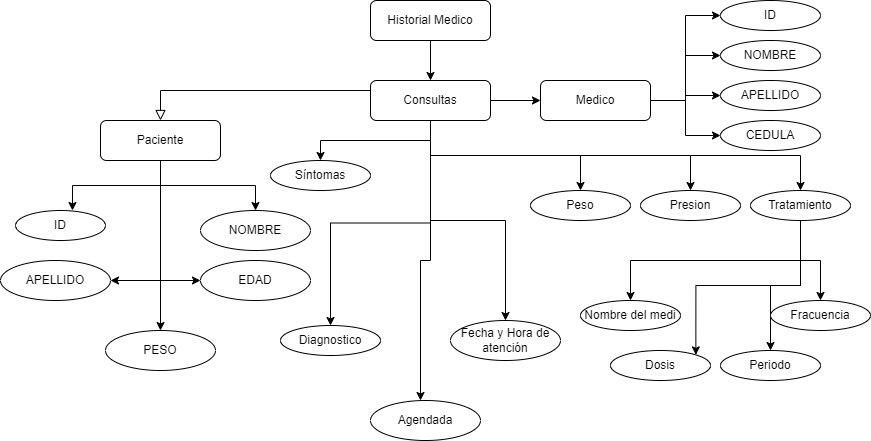 Historial Medico
ID
NOMBRE
Consultas
Medico
APELLIDO
Paciente
CEDULA
Síntomas
Peso
Presion
Tratamiento
ID
NOMBRE
APELLIDO
EDAD
Nombre del medi
Fracuencia
Diagnostico
Fecha y Hora de
atención
PESO
Dosis
Periodo
Agendada